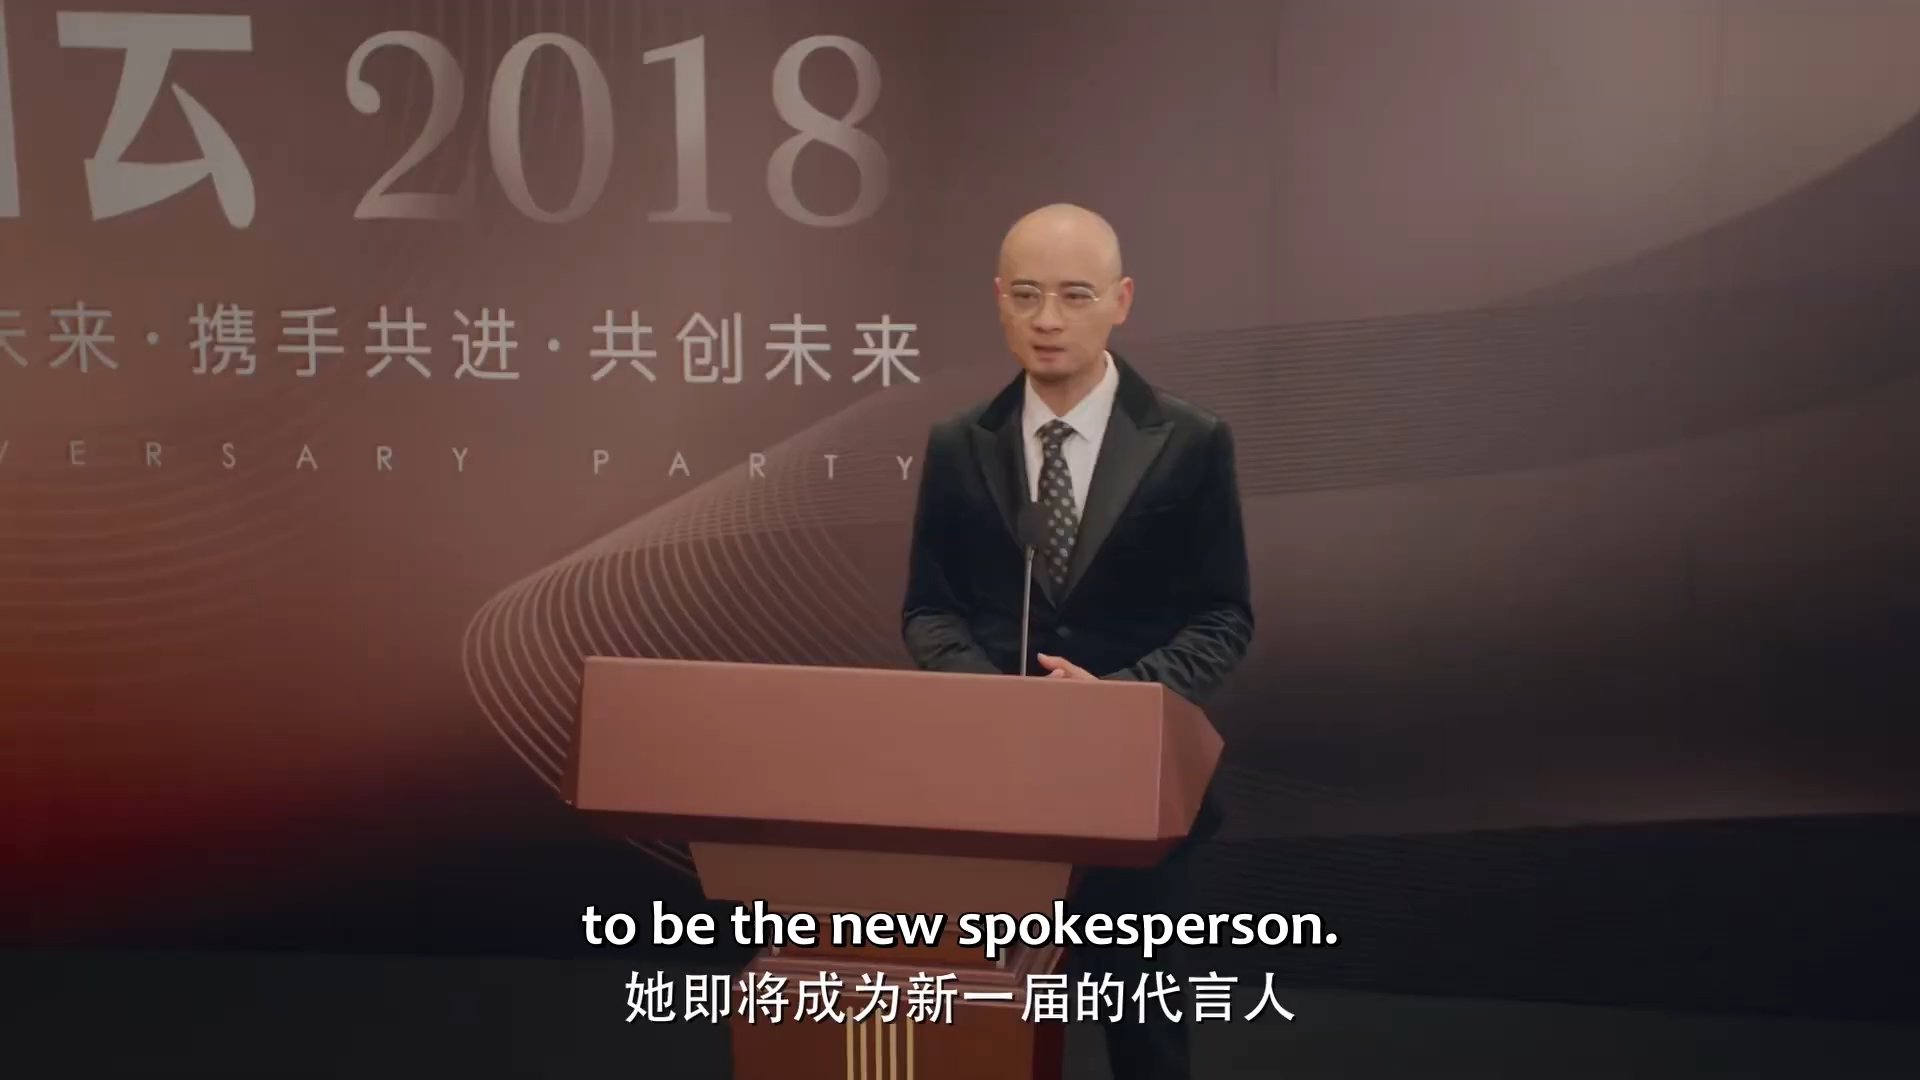 云 2018
未来·携手共进·共创未来
VERSARY PARTY
to be the new spokesperson.
她即将成为新一届的代言人